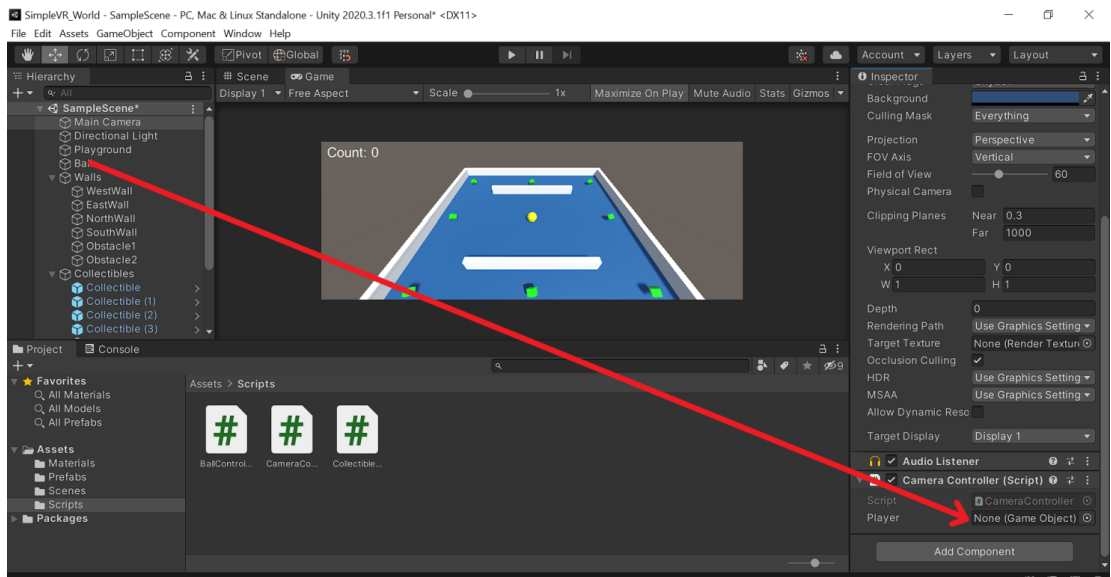 SimpleVR_World - SampleScene - PC, Mac & Linux Standalone - Unity 2020.3.1f1 Personal* <DX11>
File Edit Assets GameObject Component Window Help
Pivot Global Account Layers Layout
Hierarchy
All
SampleScene*
Main Camera
Directional Light
Playground
Ball
Walls
WestWall
EastWall
NorthWall
SouthWall
Obstacle1
Obstacle2
Collectibles
Collectible
Collectible (1)
Collectible (2)
Collectible (3)
Scene Game
Display 1 Free Aspect Scale 1x Maximize On Play Mute Audio Stats Gizmos
Count: 0
Inspector
Background
Culling Mask Everything
Projection Perspective
FOV Axis Vertical
Field of View 60
Physical Camera
Clipping Planes Near 0.3
Far 1000
Viewport Rect
X 0 Y 0
W 1 H 1
Depth 0
Rendering Path Use Graphics Setting
Target Texture None (Render Textur
Occlusion Culling
HDR Use Graphics Setting
MSAA Use Graphics Setting
Allow Dynamic Reso
Target Display Display 1
Audio Listener
Camera Controller (Script)
Script CameraController
Player None (Game Object)
Add Component
Project Console
9
Favorites
All Materials
All Models
All Prefabs
Assets
Materials
Prefabs
Scenes
Scripts
Packages
Assets > Scripts
BallControl... CameraCo... Collectible...